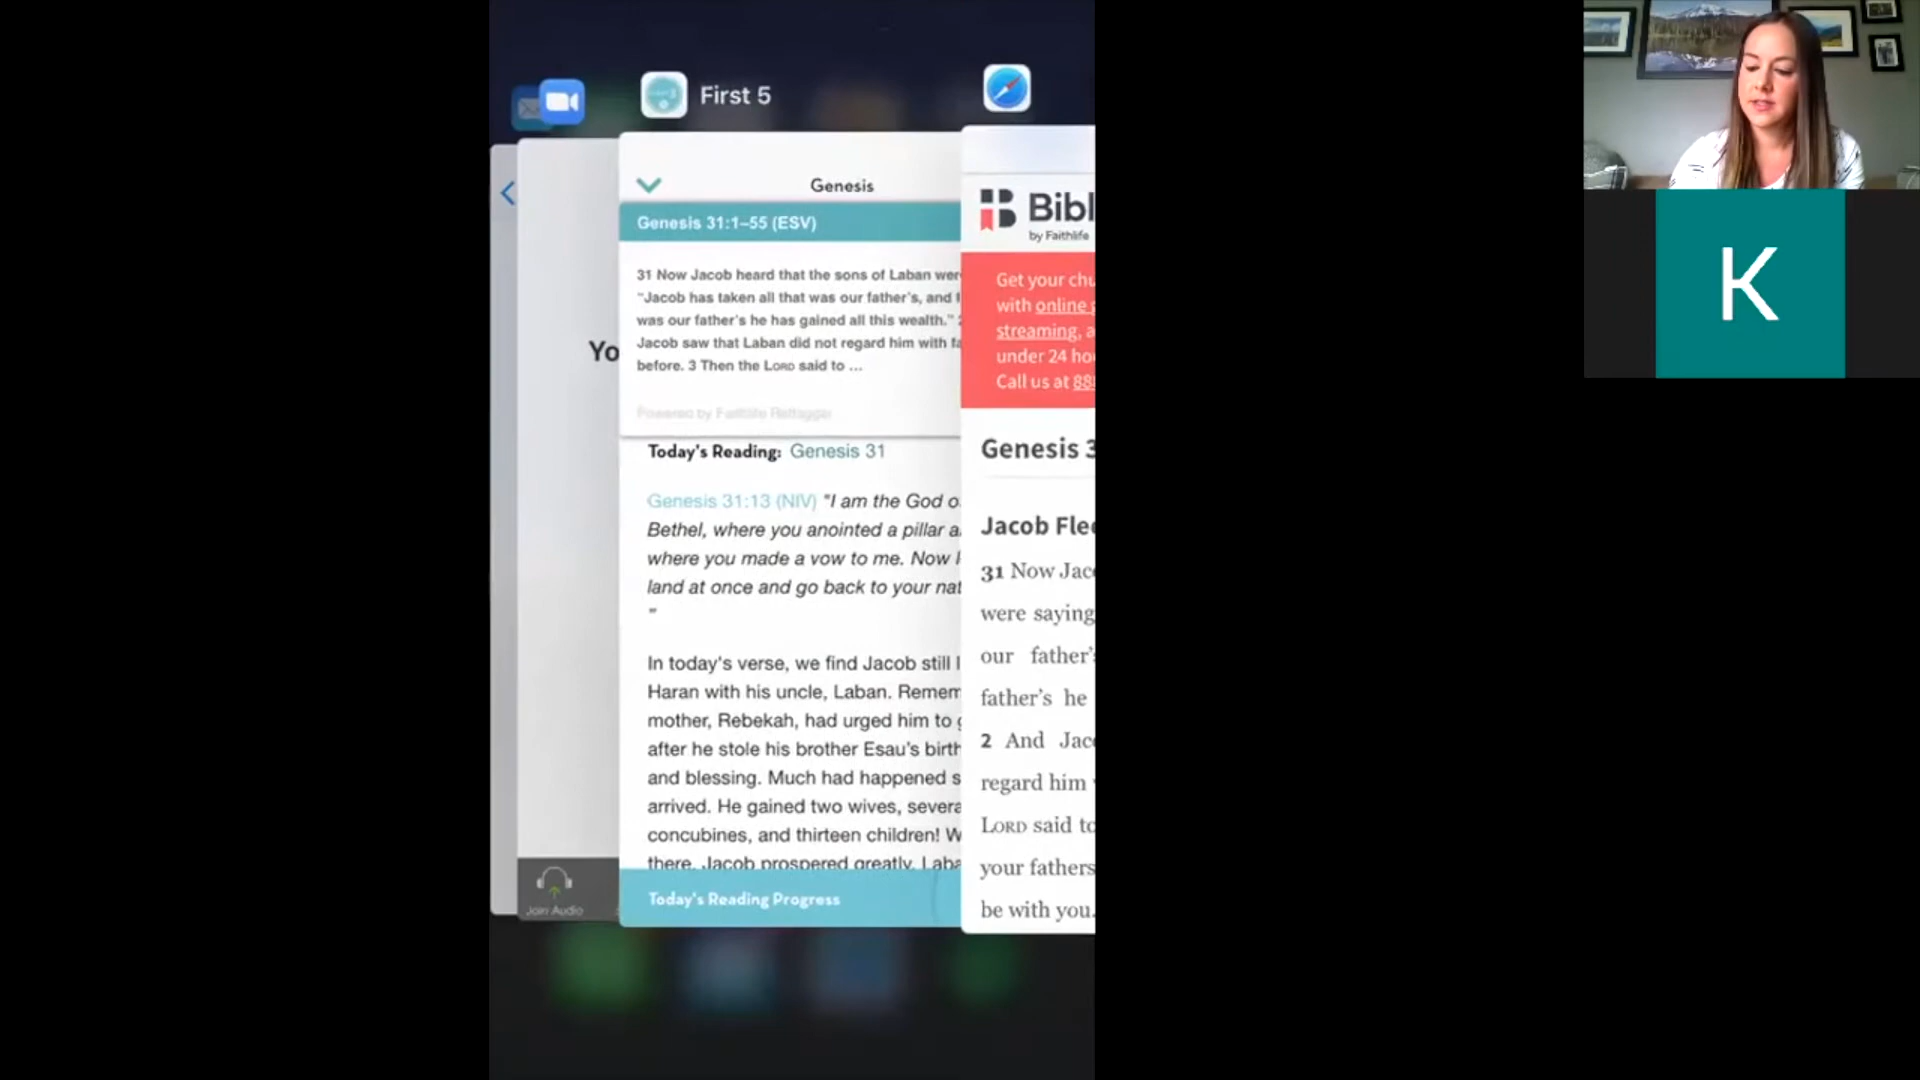 First 5
Genesis
Genesis 31:1–55 (ESV)
31 Now Jacob heard that the sons of Laban wer
"Jacob has taken all that was our father's, and
was our father's he has gained all this wealth."
Jacob saw that Laban did not regard him with fa
before. 3 Then the LORD said to ...
Powered by Faithlife Reftagger
Today's Reading: Genesis 31
Genesis 31:13 (NIV) "I am the God o
Bethel, where you anointed a pillar a
where you made a vow to me. Now
land at once and go back to your nat
"
In today's verse, we find Jacob still
Haran with his uncle, Laban. Remem
mother, Rebekah, had urged him to g
after he stole his brother Esau's birth
and blessing. Much had happened s
arrived. He gained two wives, severa
concubines, and thirteen children! W
there, Jacob prospered greatly. Laba
Today's Reading Progress
Yo
Join Audio
Bibl
by Faithlife
Get your chu
with online g
streaming, a
under 24 ho
Call us at 88
Genesis 3
Jacob Flee
31 Now Jaco
were saying
our father's
father's he
2 And Jaco
regard him
LORD said to
your fathers
be with you.
K